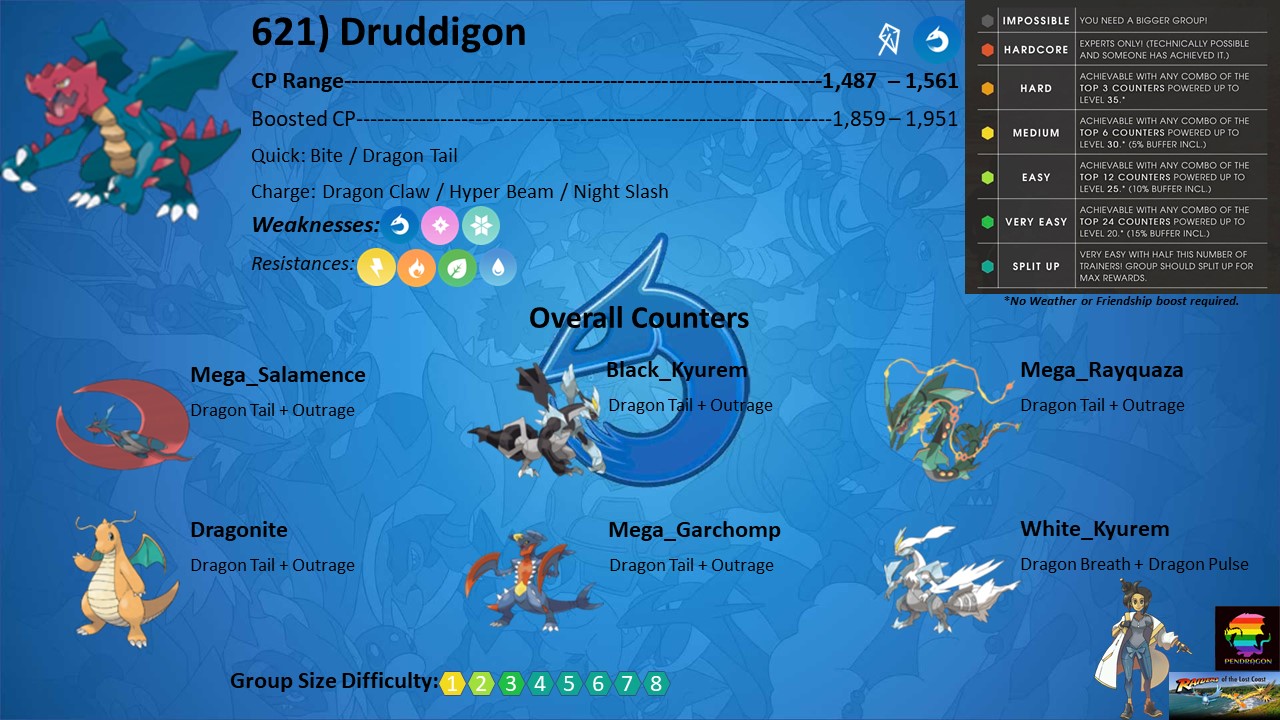 621) Druddigon
CP Range--------------------------------------------------------------------1,487 – 1,561
Boosted CP--------------------------------------------------------------------1,859 – 1,951
Quick: Bite / Dragon Tail
Charge: Dragon Claw / Hyper Beam / Night Slash
Weaknesses:
Resistances:
IMPOSSIBLE YOU NEED A BIGGER GROUP!
HARDCORE EXPERTS ONLY! (TECHNICALLY POSSIBLE
AND SOMEONE HAS ACHIEVED IT.)
HARD ACHIEVABLE WITH ANY COMBO OF THE
TOP 3 COUNTERS POWERED UP TO
LEVEL 35.*
MEDIUM ACHIEVABLE WITH ANY COMBO OF THE
TOP 6 COUNTERS POWERED UP TO
LEVEL 30.* (5% BUFFER INCL.)
EASY ACHIEVABLE WITH ANY COMBO OF THE
TOP 12 COUNTERS POWERED UP TO
LEVEL 25.* (10% BUFFER INCL.)
VERY EASY ACHIEVABLE WITH ANY COMBO OF THE
TOP 24 COUNTERS POWERED UP TO
LEVEL 20.* (15% BUFFER INCL.)
SPLIT UP VERY EASY WITH HALF THIS NUMBER OF
TRAINERS! GROUP SHOULD SPLIT UP FOR
MAX REWARDS.
*No Weather or Friendship boost required.
Overall Counters
Mega_Salamence
Dragon Tail + Outrage
Black_Kyurem
Dragon Tail + Outrage
Mega_Rayquaza
Dragon Tail + Outrage
Dragonite
Dragon Tail + Outrage
Mega_Garchomp
Dragon Tail + Outrage
White_Kyurem
Dragon Breath + Dragon Pulse
Group Size Difficulty: 1 2 3 4 5 6 7 8
PENDRAGON
RAIDERS of the Lost Coast